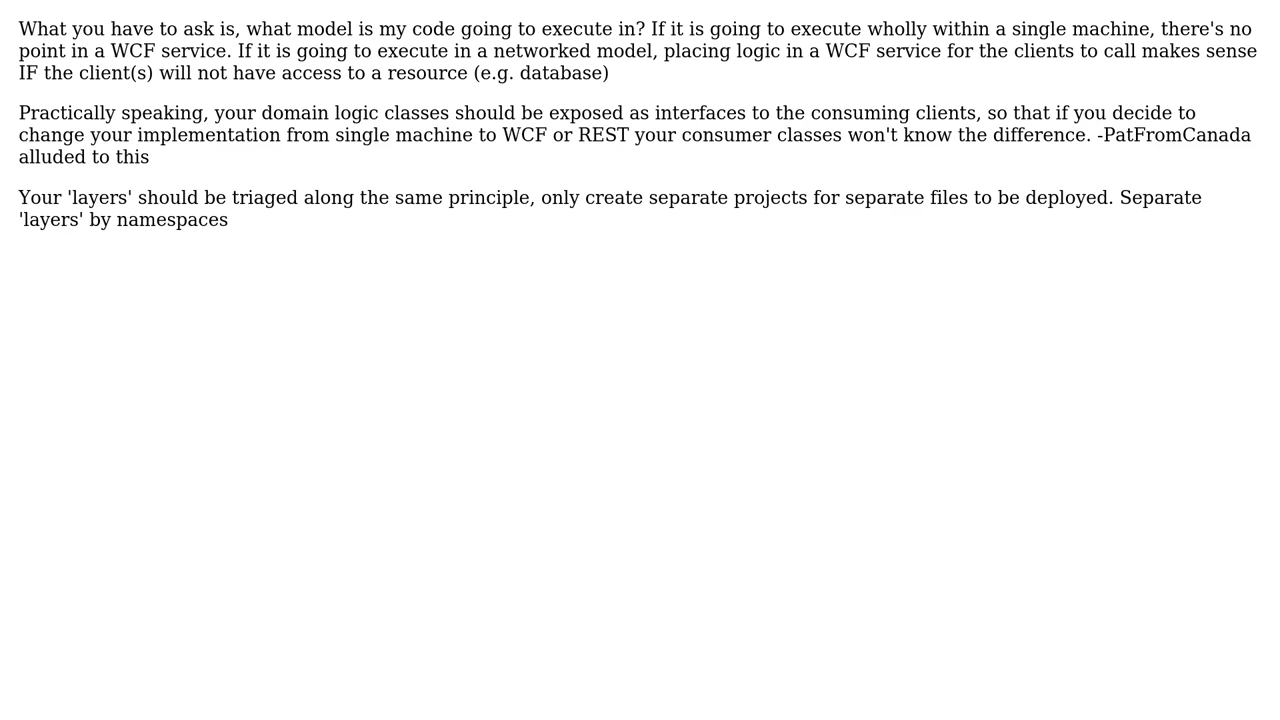 What you have to ask is, what model is my code going to execute in? If it is going to execute wholly within a single machine, there's no
point in a WCF service. If it is going to execute in a networked model, placing logic in a WCF service for the clients to call makes sense
IF the client(s) will not have access to a resource (e.g. database)
Practically speaking, your domain logic classes should be exposed as interfaces to the consuming clients, so that if you decide to
change your implementation from single machine to WCF or REST your consumer classes won't know the difference. -PatFromCanada
alluded to this
Your 'layers' should be triaged along the same principle, only create separate projects for separate files to be deployed. Separate
'layers' by namespaces